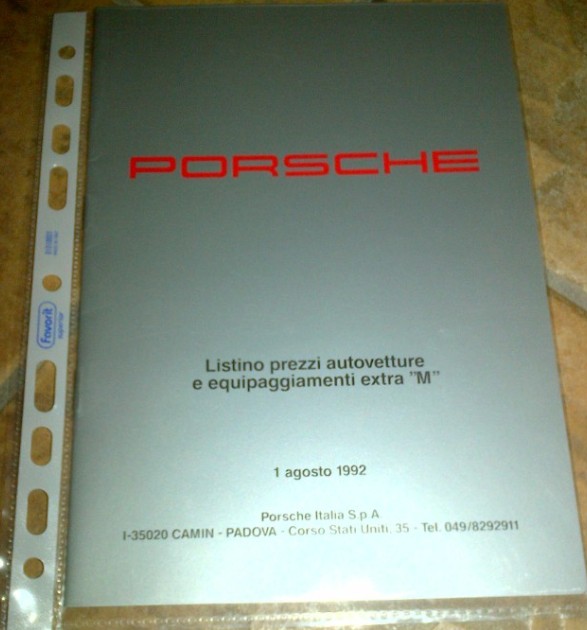 PORSCHE
Listino prezzi autovetture
e equipaggiamenti extra "M"
1 agosto 1992
Porsche Italia S.p.A.
I-35020 CAMIN - PADOVA - Corso Stati Uniti, 35 - Tel. 049/8292911
Favorit
superior